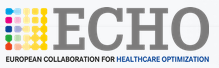 ECHO
EUROPEAN COLLABORATION FOR HEALTHCARE OPTIMIZATION